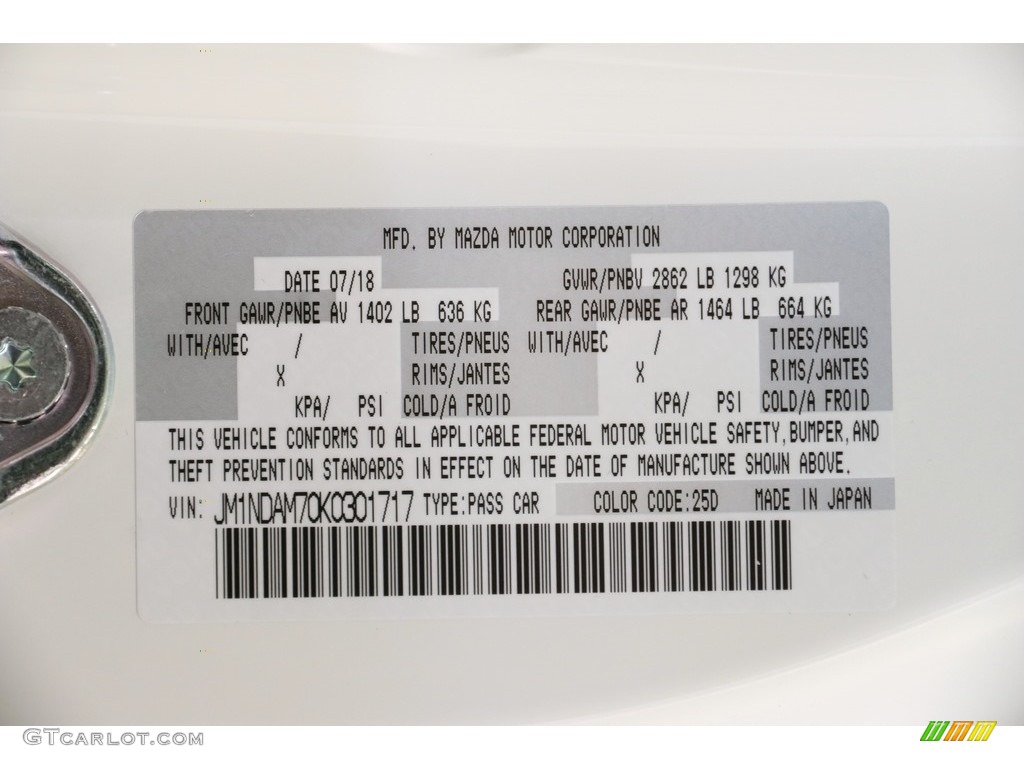 MFD. BY MAZDA MOTOR CORPORATION
DATE 07/18 GVWR/PNBV 2862 LB 1298 KG
FRONT GAWR/PNBE AV 1402 LB 636 KG REAR GAWR/PNBE AR 1464 LB 664 KG
WITH/AVEC / TIRES/PNEUS WITH/AVEC / TIRES/PNEUS
X RIMS/JANTES X RIMS/JANTES
KPA/ PSI COLD/A FROID KPA/ PSI COLD/A FROID
THIS VEHICLE CONFORMS TO ALL APPLICABLE FEDERAL MOTOR VEHICLE SAFETY,BUMPER,AND
THEFT PREVENTION STANDARDS IN EFFECT ON THE DATE OF MANUFACTURE SHOWN ABOVE.
VIN: JM1NDAM70K0301717 TYPE:PASS CAR COLOR CODE:25D MADE IN JAPAN
GTCARLOT.COM